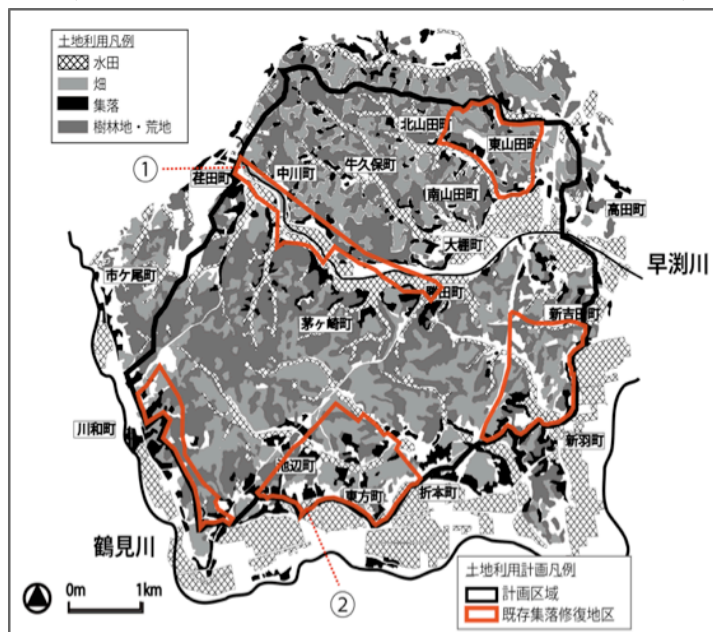 土地利用凡例
水田
畑
集落
樹林地・荒地
①
荏田町
中川町
牛久保町
北山田町
東山田町
南山田町
高田町
大棚町
早渕川
市ケ尾町
勝田町
茅ヶ崎町
新吉田町
川和町
池辺町
東方町
折本町
新羽町
鶴見川
②
0m 1km
土地利用計画凡例
計画区域
既存集落修復地区